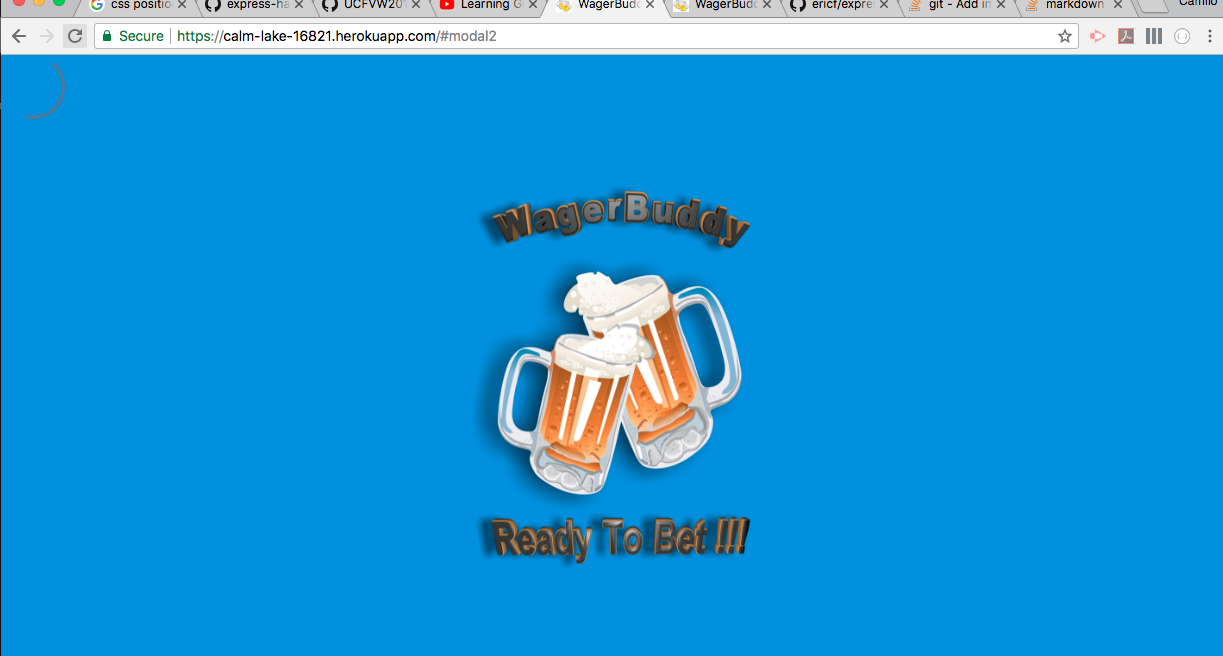 css positio
express-ha
UCFVW201
Learning G
WagerBudd
WagerBudd
ericf/expre
git - Add in
markdown
Camilo
Secure https://calm-lake-16821.herokuapp.com/#modal2
WagerBuddy
Ready To Bet !!!